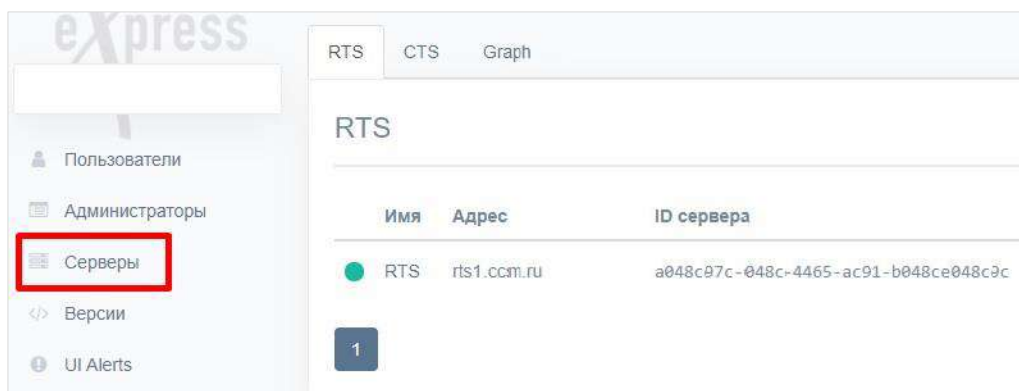 eXpress
RTS CTS Graph
RTS
Пользователи
Администраторы
Серверы
Версии
UI Alerts
Имя Адрес ID сервера
RTS rts1.ccm.ru a048c97c-048c-4465-ac91-b048ce048c9c
1